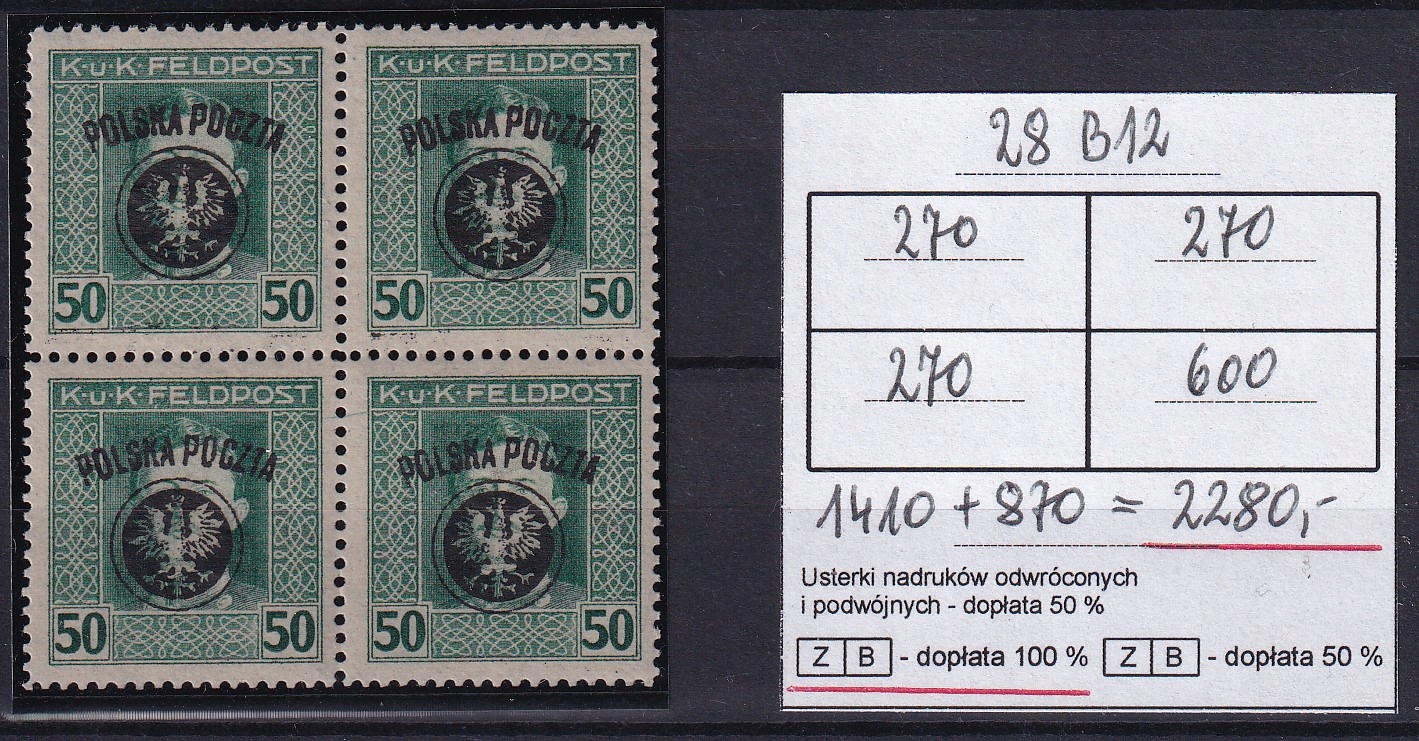 K·u·K·FELDPOST K·u·K·FELDPOST
POLSKA POCZTA POLSKA POCZTA
50 50 50 50
K·u·K·FELDPOST K·u·K·FELDPOST
POLSKA POCZTA POLSKA POCZTA
50 50 50 50
28 B12
270 270
270 600
1410 + 870 = 2280,-
Usterki nadruków odwróconych
i podwójnych - dopłata 50 %
Z B - dopłata 100 % Z B - dopłata 50 %